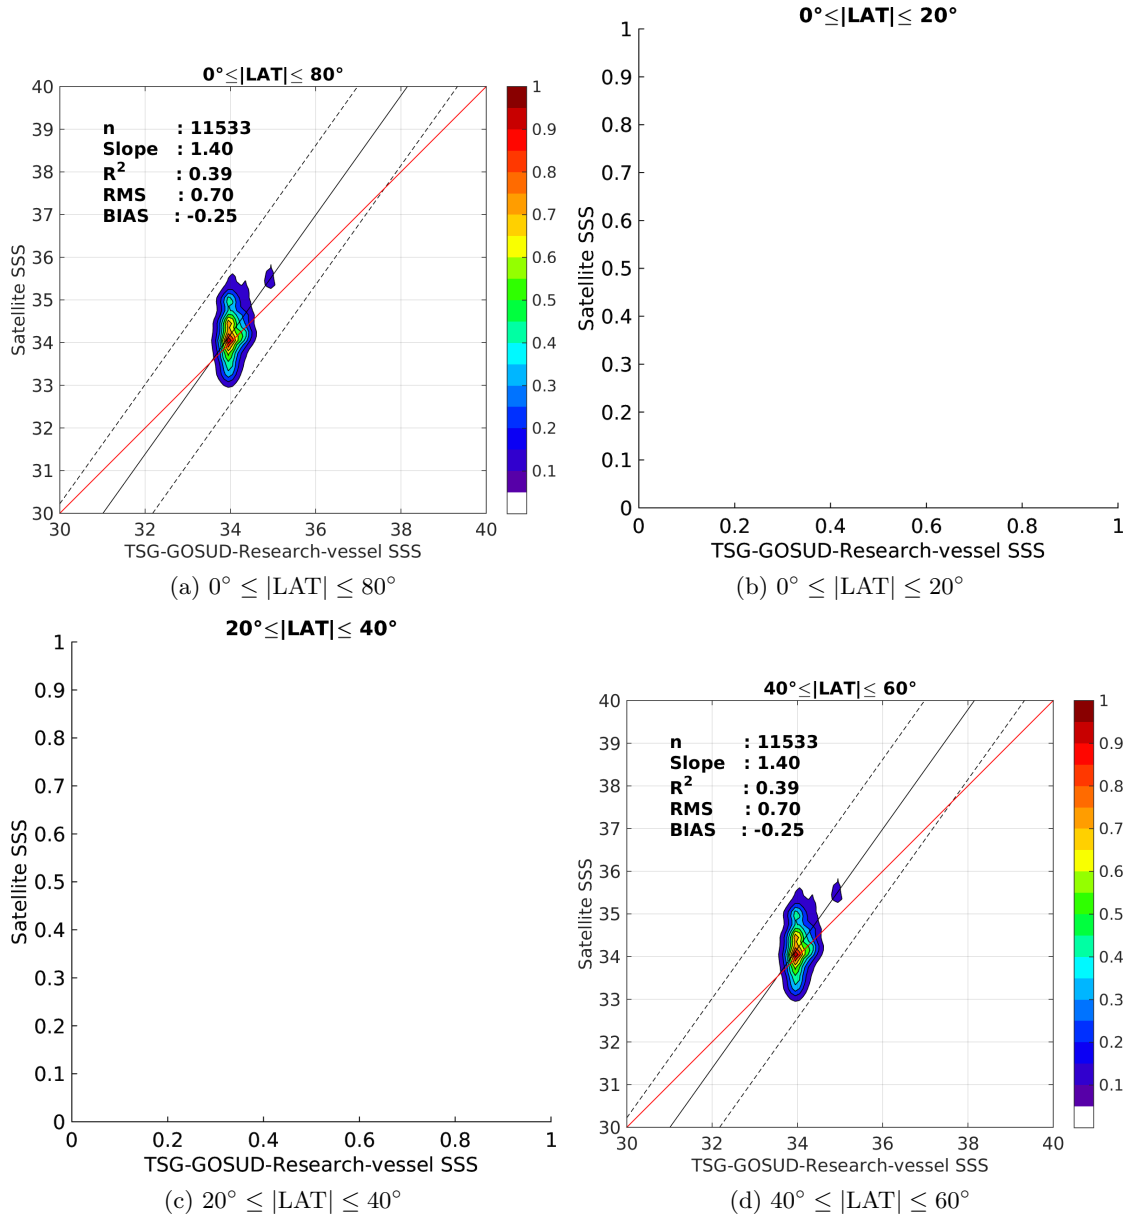 0°≤|LAT|≤ 80°
40
39
38
37
36
35
34
33
32
31
30
30 32 34 36 38 40
Satellite SSS
TSG-GOSUD-Research-vessel SSS
n : 11533
Slope : 1.40
R² : 0.39
RMS : 0.70
BIAS : -0.25
1
0.9
0.8
0.7
0.6
0.5
0.4
0.3
0.2
0.1
(a) 0° ≤ |LAT| ≤ 80°
0°≤|LAT|≤ 20°
1
0.9
0.8
0.7
0.6
0.5
0.4
0.3
0.2
0.1
0
0 0.2 0.4 0.6 0.8 1
Satellite SSS
TSG-GOSUD-Research-vessel SSS
(b) 0° ≤ |LAT| ≤ 20°
20°≤|LAT|≤ 40°
1
0.9
0.8
0.7
0.6
0.5
0.4
0.3
0.2
0.1
0
0 0.2 0.4 0.6 0.8 1
Satellite SSS
TSG-GOSUD-Research-vessel SSS
(c) 20° ≤ |LAT| ≤ 40°
40°≤|LAT|≤ 60°
40
39
38
37
36
35
34
33
32
31
30
30 32 34 36 38 40
Satellite SSS
TSG-GOSUD-Research-vessel SSS
n : 11533
Slope : 1.40
R² : 0.39
RMS : 0.70
BIAS : -0.25
1
0.9
0.8
0.7
0.6
0.5
0.4
0.3
0.2
0.1
(d) 40° ≤ |LAT| ≤ 60°